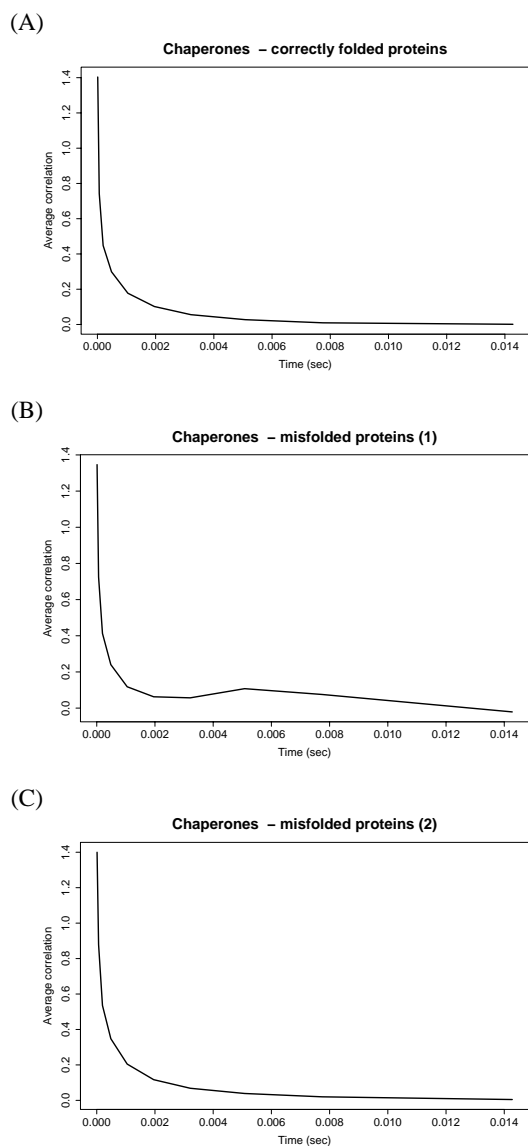 (A)
Chaperones – correctly folded proteins
Average correlation
0.0 0.2 0.4 0.6 0.8 1.0 1.2 1.4
0.000 0.002 0.004 0.006 0.008 0.010 0.012 0.014
Time (sec)
(B)
Chaperones – misfolded proteins (1)
Average correlation
0.0 0.2 0.4 0.6 0.8 1.0 1.2 1.4
0.000 0.002 0.004 0.006 0.008 0.010 0.012 0.014
Time (sec)
(C)
Chaperones – misfolded proteins (2)
Average correlation
0.0 0.2 0.4 0.6 0.8 1.0 1.2 1.4
0.000 0.002 0.004 0.006 0.008 0.010 0.012 0.014
Time (sec)